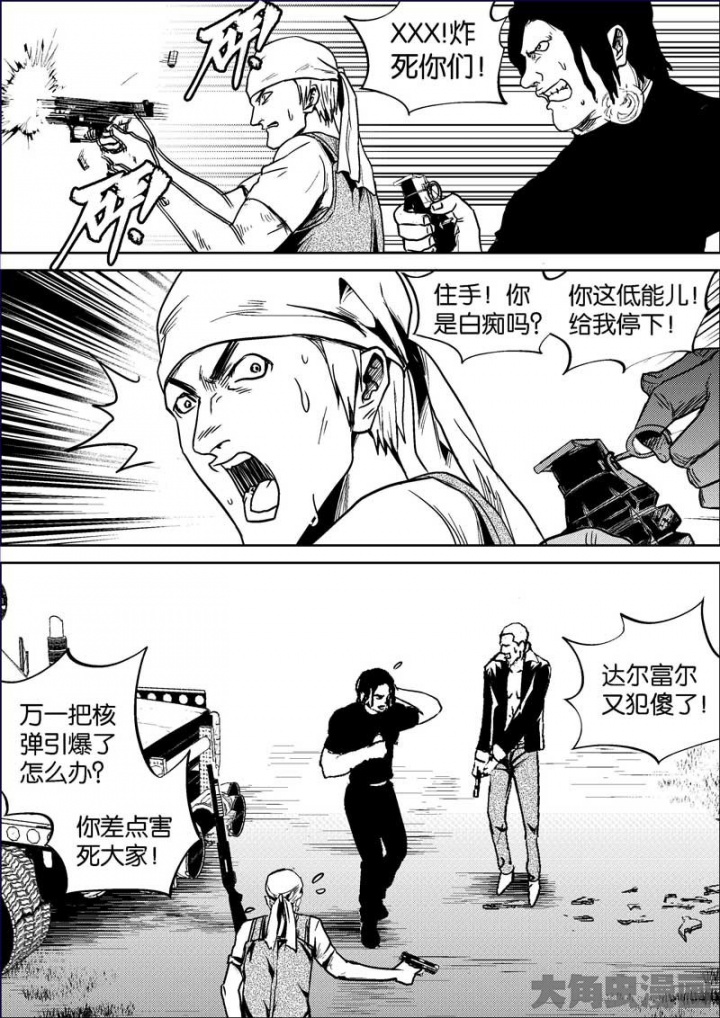 砰!
XXX!炸
死你们!
砰!
住手!你
是白痴吗?
你这低能儿!
给我停下!
万一把核
弹引爆了
怎么办?
你差点害
死大家!
达尔富尔
又犯傻了!
大角虫漫画